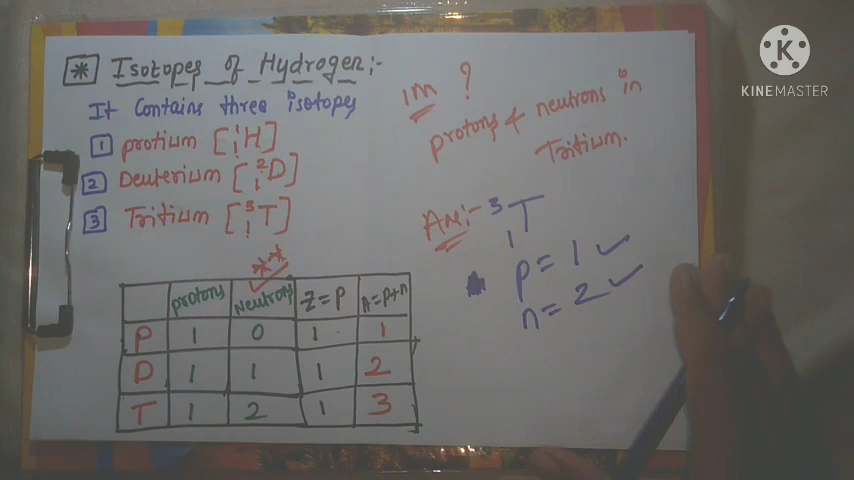 * Isotopes of Hydrogen:-
It Contains three isotopes
1 protium [¹₁H]
2 Deuterium [²₁D]
3 Tritium [³₁T]
**
protons Neutrons Z=P A=p+n
P 1 0 1 1
D 1 1 1 2
T 1 2 1 3
1M ?
protons & neutrons in
Tritium.
Ans:- ³₁T
p = 1 ✓
n = 2 ✓
K
KINEMASTER